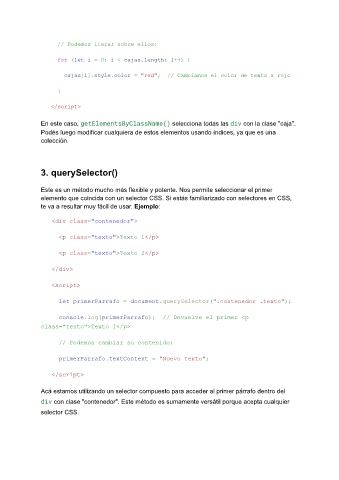 // Podemos iterar sobre ellos:
for (let i = 0; i < cajas.length; i++) {
cajas[i].style.color = "red"; // Cambiamos el color de texto a rojo
}
</script>
En este caso, getElementsByClassName() selecciona todas las div con la clase "caja".
Podés luego modificar cualquiera de estos elementos usando índices, ya que es una
colección.
3. querySelector()
Este es un método mucho más flexible y potente. Nos permite seleccionar el primer
elemento que coincida con un selector CSS. Si estás familiarizado con selectores en CSS,
te va a resultar muy fácil de usar. Ejemplo:
<div class="contenedor">
<p class="texto">Texto 1</p>
<p class="texto">Texto 2</p>
</div>
<script>
let primerParrafo = document.querySelector(".contenedor .texto");
console.log(primerParrafo); // Devuelve el primer <p
class="texto">Texto 1</p>
// Podemos cambiar su contenido:
primerParrafo.textContent = "Nuevo texto";
</script>
Acá estamos utilizando un selector compuesto para acceder al primer párrafo dentro del
div con clase "contenedor". Este método es sumamente versátil porque acepta cualquier
selector CSS.